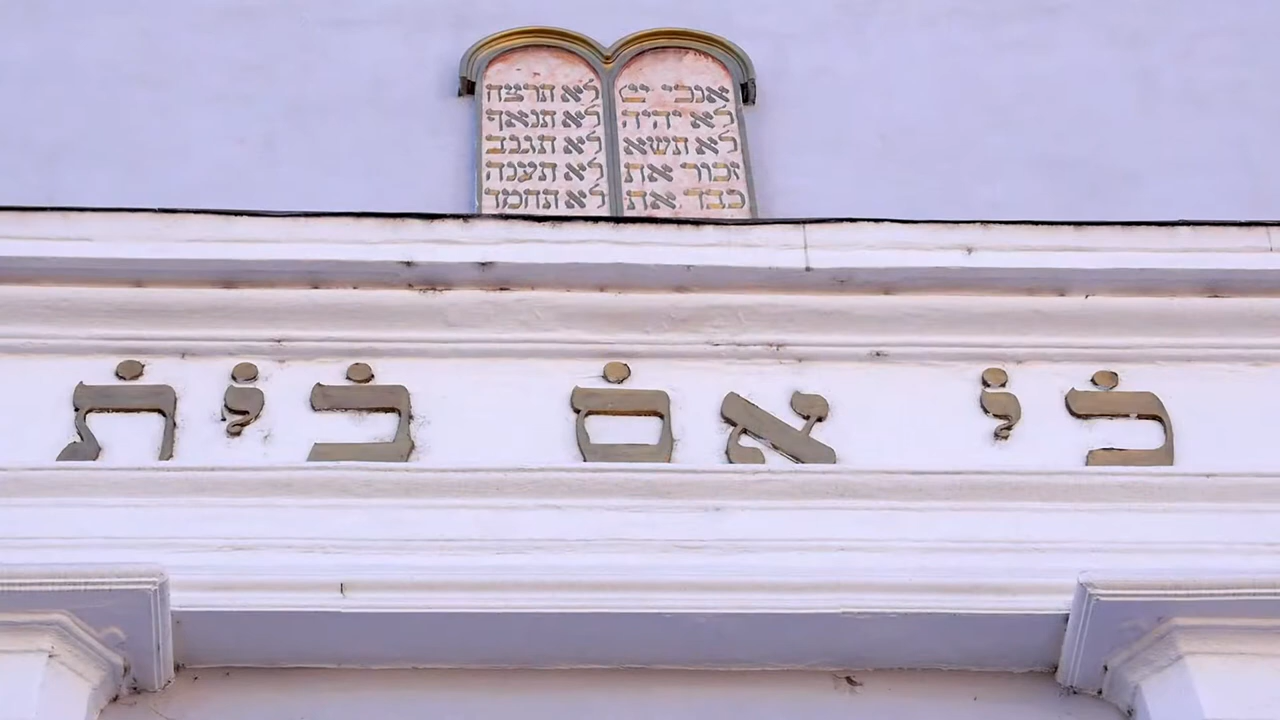 אנכי יי
לא יהיה
לא תשא
זכור את
כבד את
לא תרצח
לא תנאף
לא תגנב
לא תענה
לא תחמד
כי אם בית